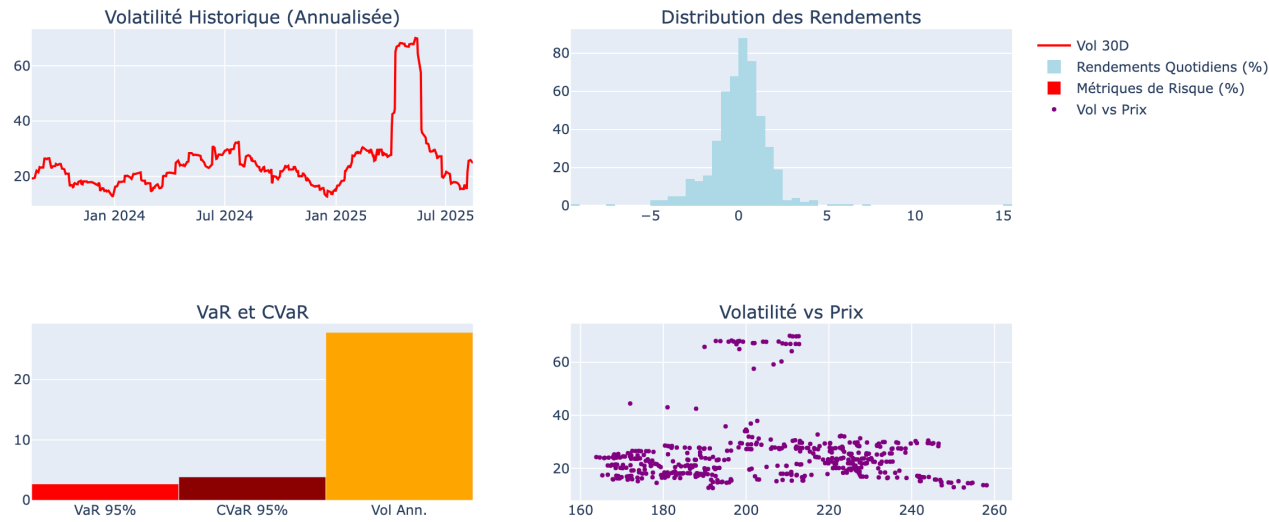 Volatilité Historique (Annualisée)
60
40
20
Jan 2024
Jul 2024
Jan 2025
Jul 2025
Distribution des Rendements
80
60
40
20
0
−5
0
5
10
15
Vol 30D
Rendements Quotidiens (%)
Métriques de Risque (%)
Vol vs Prix
VaR et CVaR
20
10
0
VaR 95%
CVaR 95%
Vol Ann.
Volatilité vs Prix
60
40
20
160
180
200
220
240
260